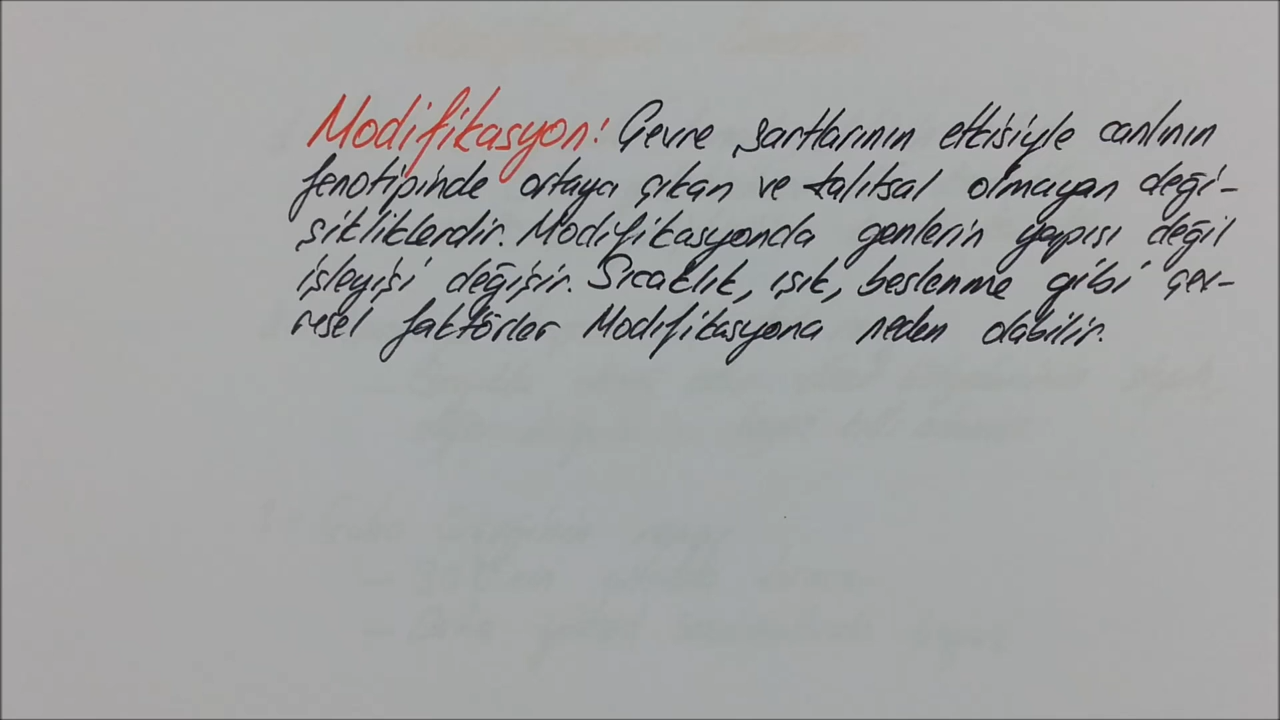 Modifikasyon: Çevre şartlarının etkisiyle canlının
fenotipinde ortaya çıkan ve kalıtsal olmayan deği-
şikliklerdir. Modifikasyonda genlerin yapısı değil
işleyişi değişir. Sıcaklık, ışık, beslenme gibi çev-
resel faktörler Modifikasyona neden olabilir.